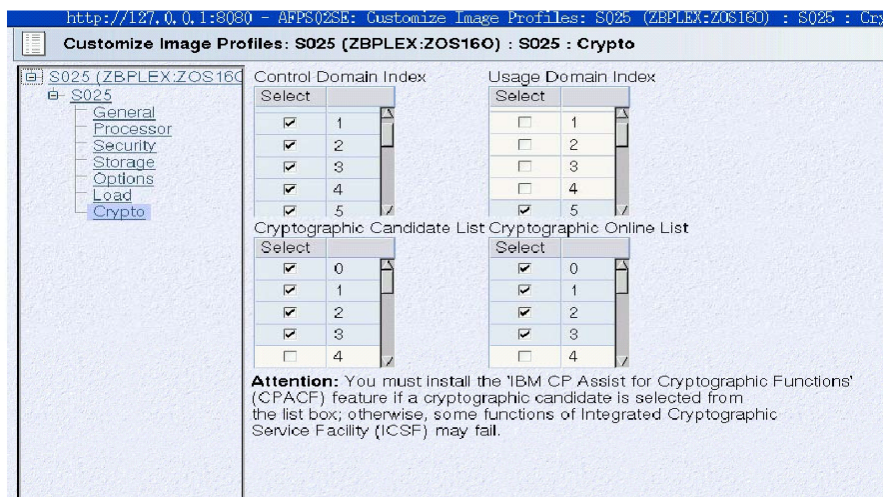 http://127.0.0.1:8080 - AFPS02SE: Customize Image Profiles: S025 (ZBPLEX:ZOS16O) : S025 : Cry
Customize Image Profiles: S025 (ZBPLEX:ZOS16O) : S025 : Crypto
S025 (ZBPLEX:ZOS16O
S025
General
Processor
Security
Storage
Options
Load
Crypto
Control Domain Index
Select
1
2
3
4
5
Usage Domain Index
Select
1
2
3
4
5
Cryptographic Candidate List
Select
0
1
2
3
4
Cryptographic Online List
Select
0
1
2
3
4
Attention: You must install the 'IBM CP Assist for Cryptographic Functions'
(CPACF) feature if a cryptographic candidate is selected from
the list box; otherwise, some functions of Integrated Cryptographic
Service Facility (ICSF) may fail.